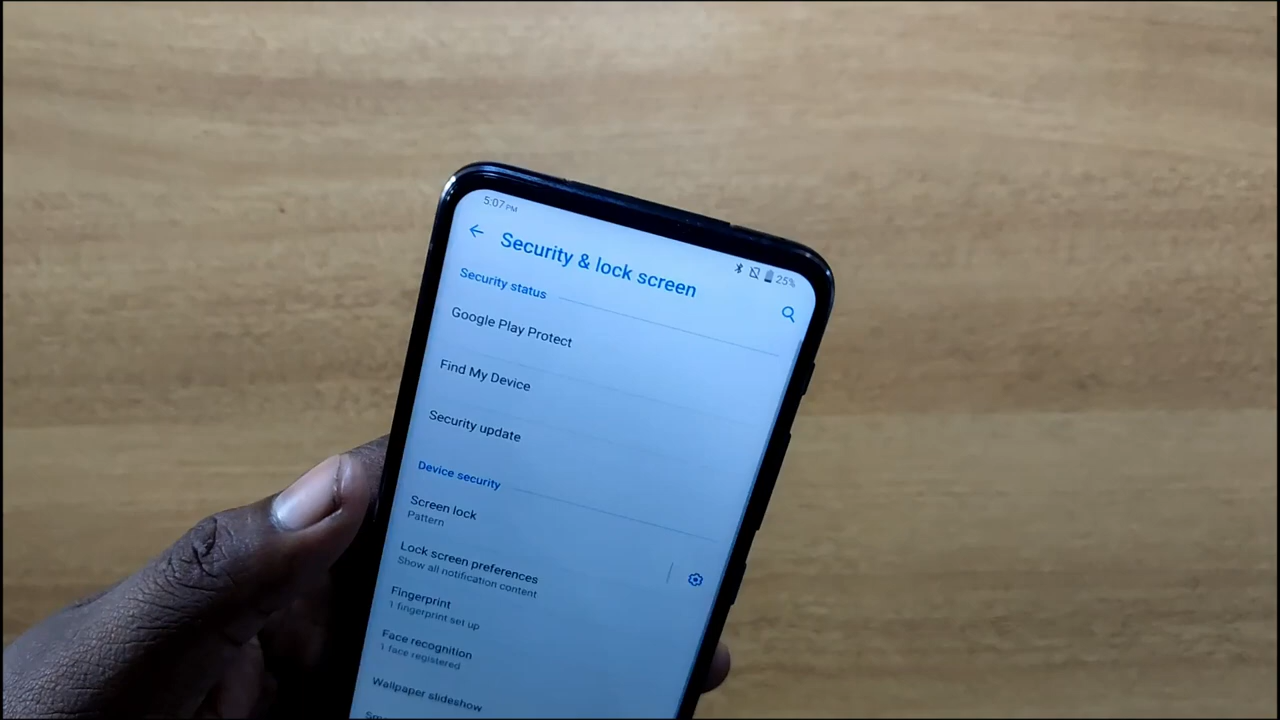 5:07 PM
25%
Security & lock screen
Security status
Google Play Protect
Find My Device
Security update
Device security
Screen lock
Pattern
Lock screen preferences
Show all notification content
Fingerprint
1 fingerprint set up
Face recognition
1 face registered
Wallpaper slideshow